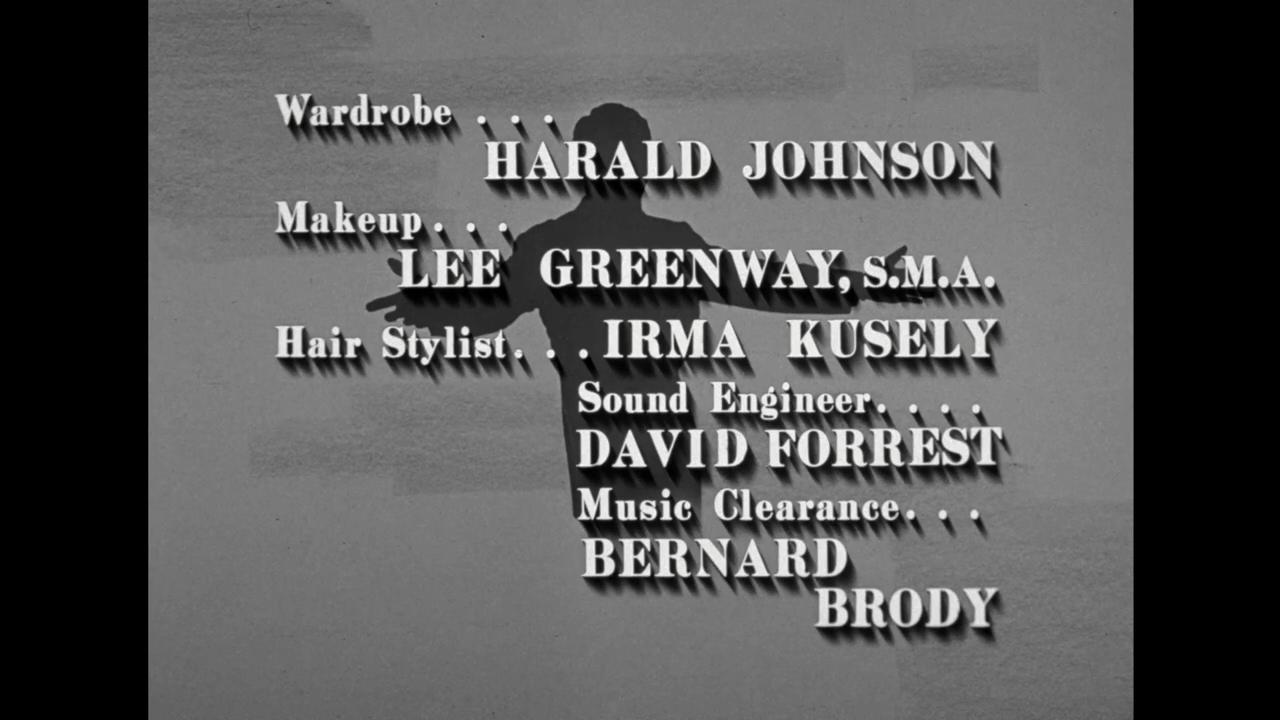 Wardrobe . . .
HARALD JOHNSON
Makeup . . .
LEE GREENWAY, S.M.A.
Hair Stylist . . . IRMA KUSELY
Sound Engineer . . . .
DAVID FORREST
Music Clearance . . .
BERNARD
BRODY